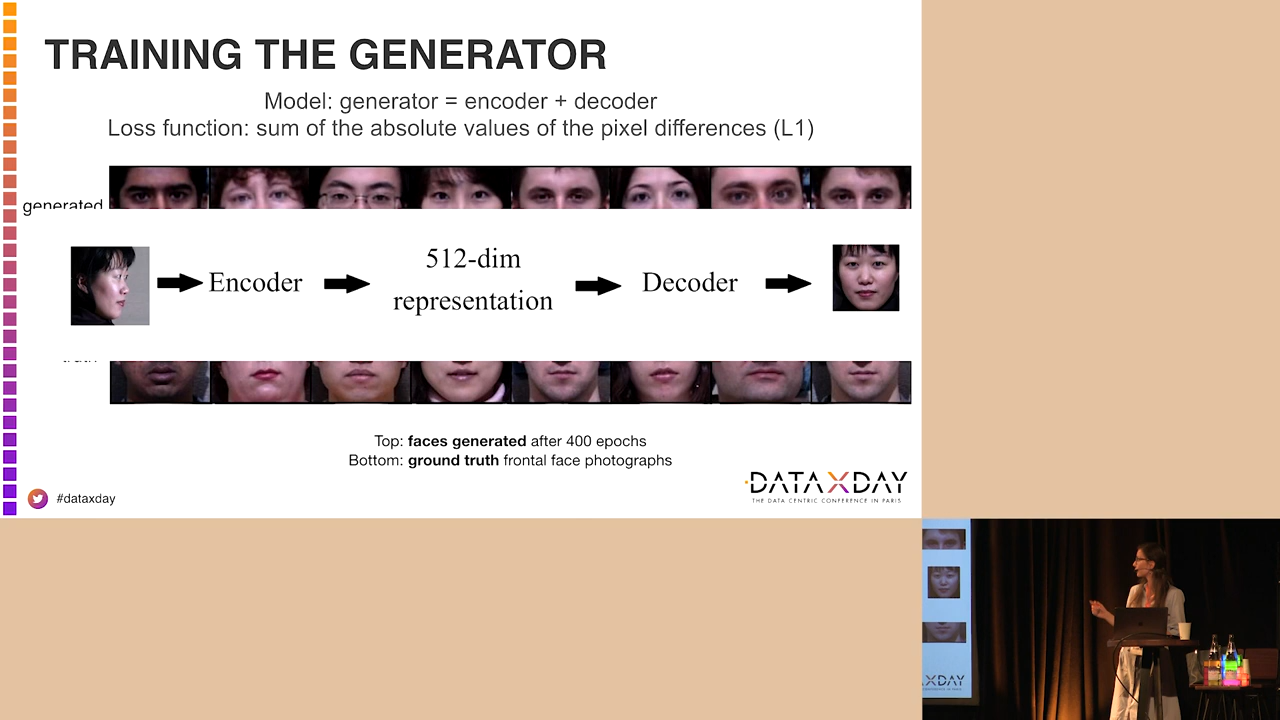 TRAINING THE GENERATOR
Model: generator = encoder + decoder
Loss function: sum of the absolute values of the pixel differences (L1)
generated
Encoder
512-dim
representation
Decoder
Top: faces generated after 400 epochs
Bottom: ground truth frontal face photographs
#dataxday
DATAXDAY
THE DATA CENTRIC CONFERENCE IN PARIS
XDAY